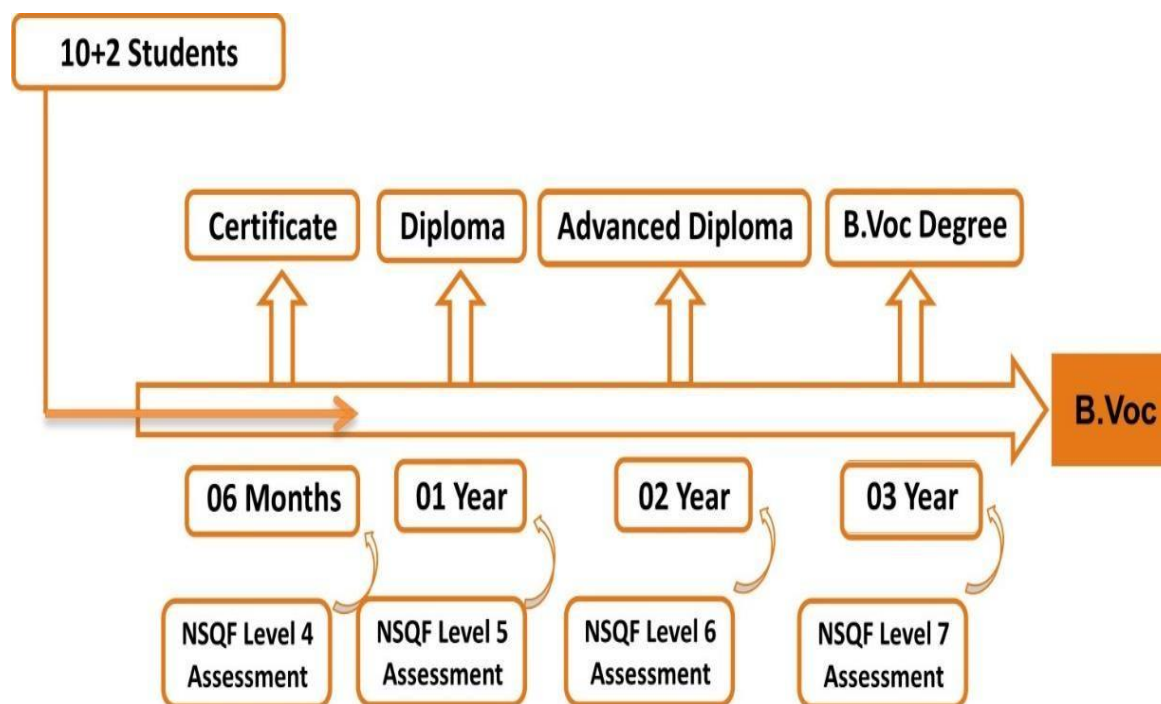 10+2 Students
Certificate
Diploma
Advanced Diploma
B.Voc Degree
B.Voc
06 Months
01 Year
02 Year
03 Year
NSQF Level 4
Assessment
NSQF Level 5
Assessment
NSQF Level 6
Assessment
NSQF Level 7
Assessment